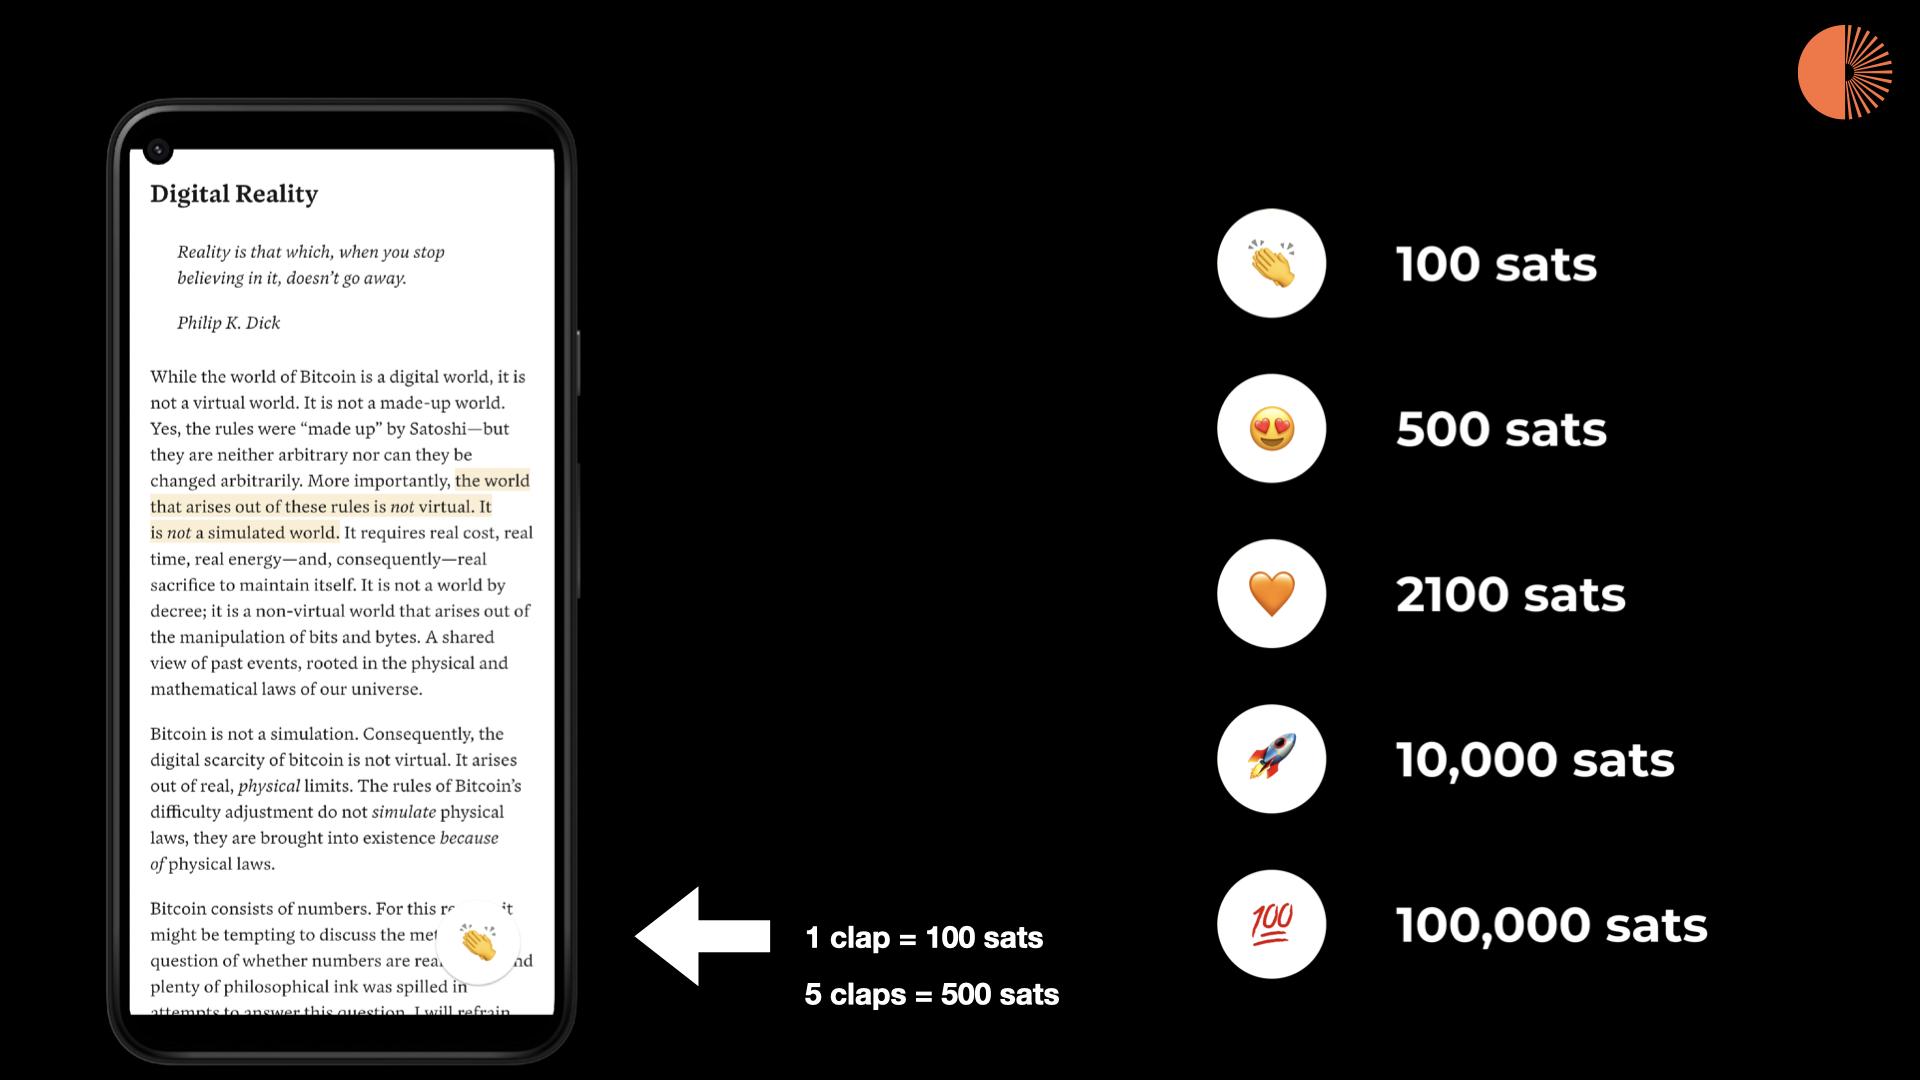 Digital Reality
Reality is that which, when you stop
believing in it, doesn’t go away.
Philip K. Dick
While the world of Bitcoin is a digital world, it is
not a virtual world. It is not a made-up world.
Yes, the rules were “made up” by Satoshi—but
they are neither arbitrary nor can they be
changed arbitrarily. More importantly, the world
that arises out of these rules is not virtual. It
is not a simulated world. It requires real cost, real
time, real energy—and, consequently—real
sacrifice to maintain itself. It is not a world by
decree; it is a non-virtual world that arises out of
the manipulation of bits and bytes. A shared
view of past events, rooted in the physical and
mathematical laws of our universe.
Bitcoin is not a simulation. Consequently, the
digital scarcity of bitcoin is not virtual. It arises
out of real, physical limits. The rules of Bitcoin’s
difficulty adjustment do not simulate physical
laws, they are brought into existence because
of physical laws.
Bitcoin consists of numbers. For this it
might be tempting to discuss the
question of whether numbers are
plenty of philosophical ink was spilled in
attempts to answer this question. I will refrain
1 clap = 100 sats
5 claps = 500 sats
100 sats
500 sats
2100 sats
10,000 sats
100
100,000 sats